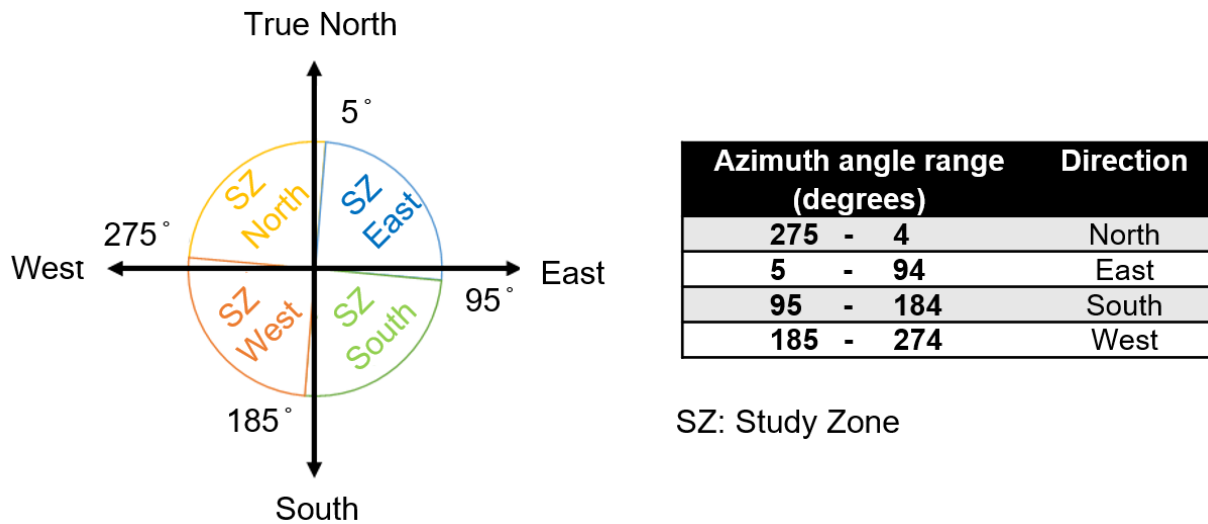 True North
5°
SZ
North
SZ
East
275°
West
East
95°
SZ
West
SZ
South
185°
South
Azimuth angle range
(degrees)
Direction
275 - 4 North
5 - 94 East
95 - 184 South
185 - 274 West
SZ: Study Zone